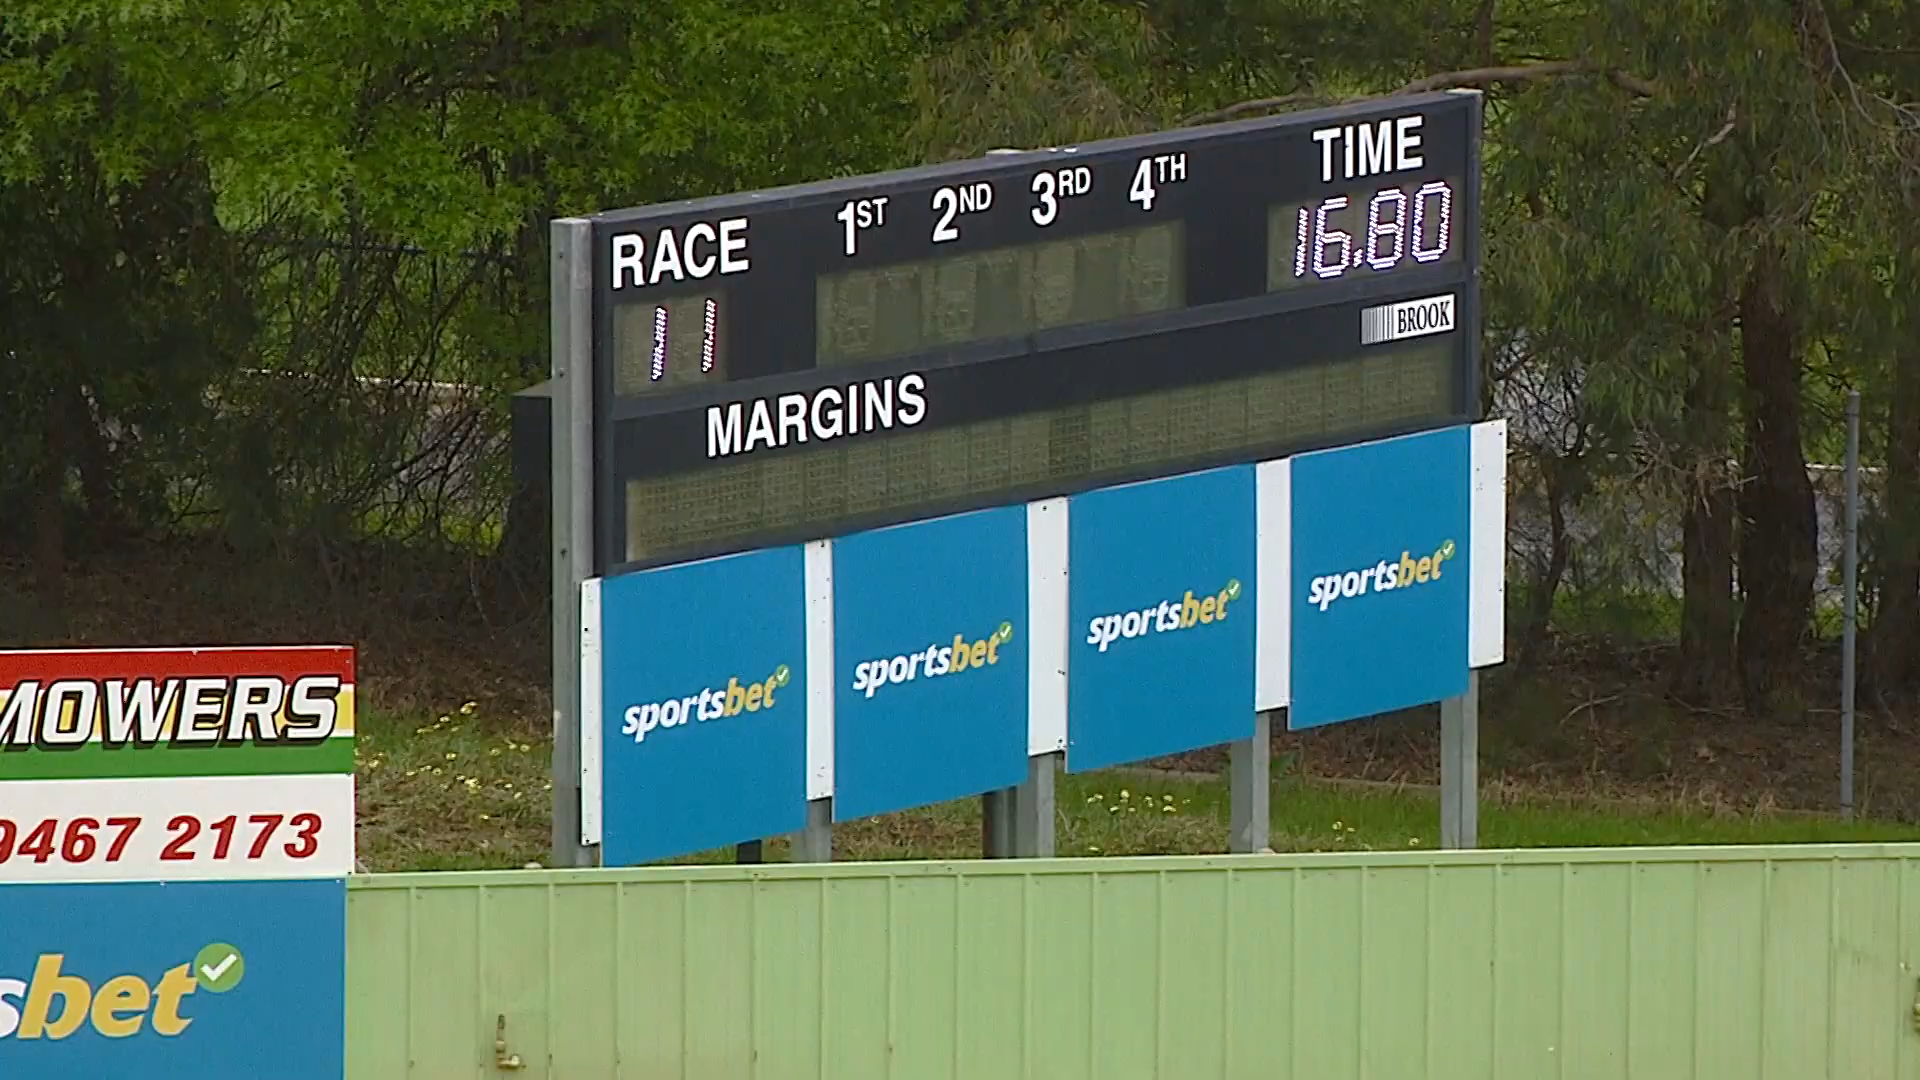 RACE 1ST 2ND 3RD 4TH TIME
11 16.80
BROOK
MARGINS
sportsbet sportsbet sportsbet sportsbet
MOWERS
9467 2173
sbet